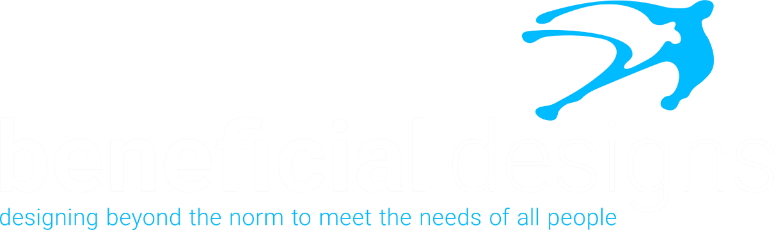 beneficial designs
designing beyond the norm to meet the needs of all people